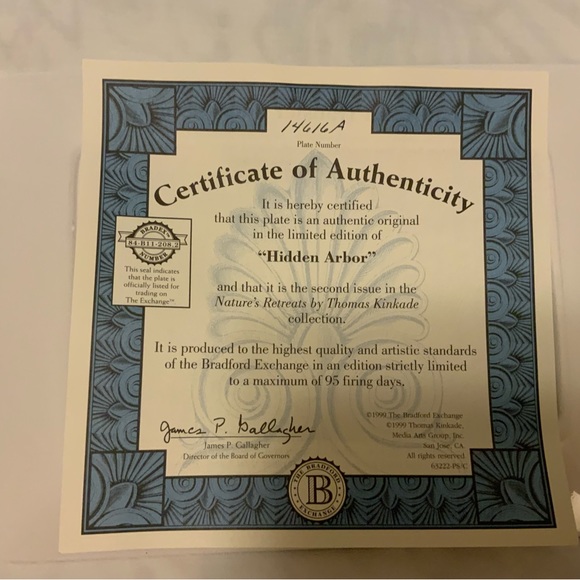 14616A
Plate Number
Certificate of Authenticity
It is hereby certified
that this plate is an authentic original
in the limited edition of
“Hidden Arbor”
and that it is the second issue in the
Nature's Retreats by Thomas Kinkade
collection.
It is produced to the highest quality and artistic standards
of the Bradford Exchange in an edition strictly limited
to a maximum of 95 firing days.
BRADEX
84-B11-208.2
NUMBER
This seal indicates
that the plate is
officially listed for
trading on
The Exchange™.
James P. Gallagher
James P. Gallagher
Director of the Board of Governors
©1999 The Bradford Exchange
©1999 Thomas Kinkade,
Media Arts Group, Inc.
San Jose, CA
All rights reserved.
63222-PS/C
THE BRADFORD
B
EXCHANGE